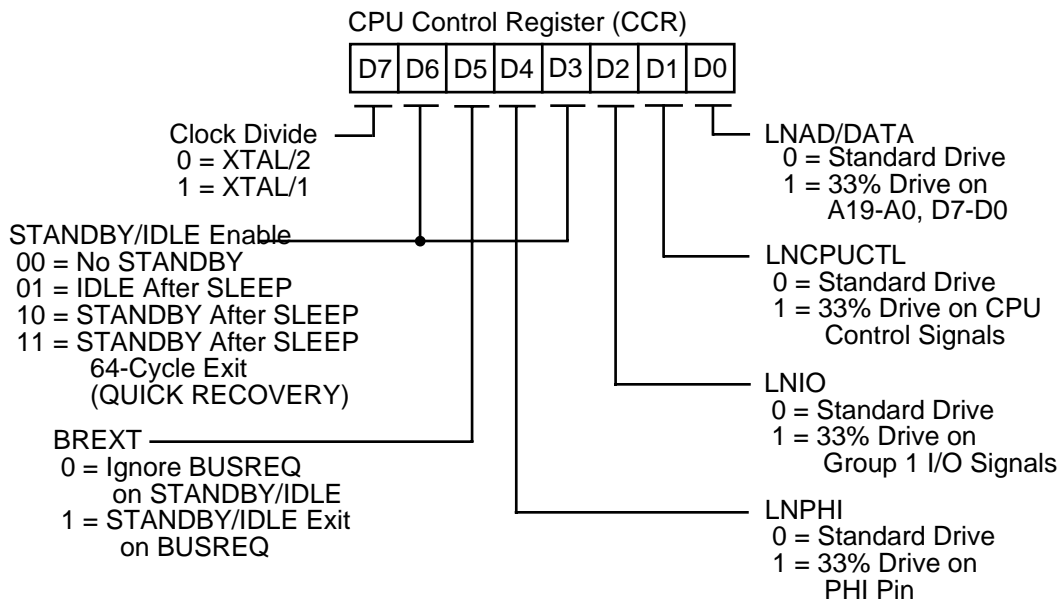 CPU Control Register (CCR)
D7 D6 D5 D4 D3 D2 D1 D0
Clock Divide
0 = XTAL/2
1 = XTAL/1
STANDBY/IDLE Enable
00 = No STANDBY
01 = IDLE After SLEEP
10 = STANDBY After SLEEP
11 = STANDBY After SLEEP
64-Cycle Exit
(QUICK RECOVERY)
BREXT
0 = Ignore BUSREQ
on STANDBY/IDLE
1 = STANDBY/IDLE Exit
on BUSREQ
LNAD/DATA
0 = Standard Drive
1 = 33% Drive on
A19-A0, D7-D0
LNCPUCTL
0 = Standard Drive
1 = 33% Drive on CPU
Control Signals
LNIO
0 = Standard Drive
1 = 33% Drive on
Group 1 I/O Signals
LNPHI
0 = Standard Drive
1 = 33% Drive on
PHI Pin